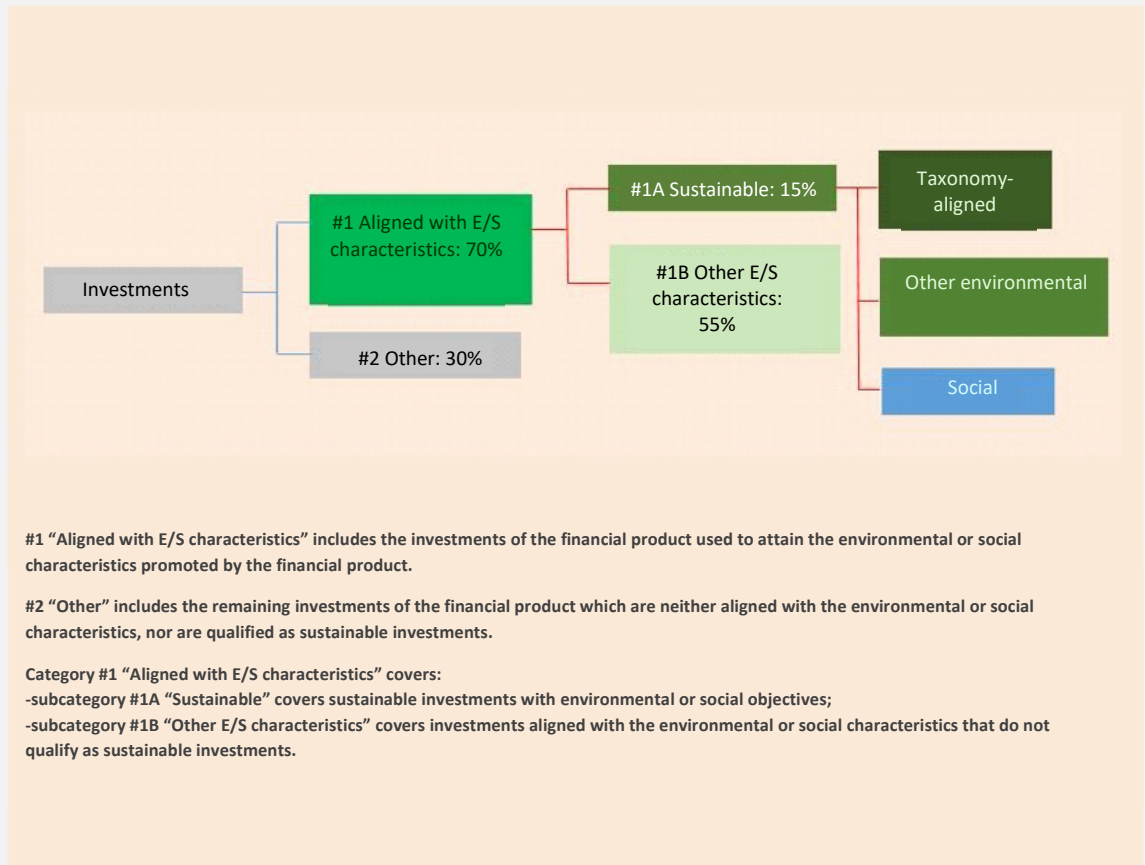 Investments
#1 Aligned with E/S
characteristics: 70%
#2 Other: 30%
#1A Sustainable: 15%
#1B Other E/S
characteristics:
55%
Taxonomy-
aligned
Other environmental
Social
#1 “Aligned with E/S characteristics” includes the investments of the financial product used to attain the environmental or social
characteristics promoted by the financial product.
#2 “Other” includes the remaining investments of the financial product which are neither aligned with the environmental or social
characteristics, nor are qualified as sustainable investments.
Category #1 “Aligned with E/S characteristics” covers:
-subcategory #1A “Sustainable” covers sustainable investments with environmental or social objectives;
-subcategory #1B “Other E/S characteristics” covers investments aligned with the environmental or social characteristics that do not
qualify as sustainable investments.